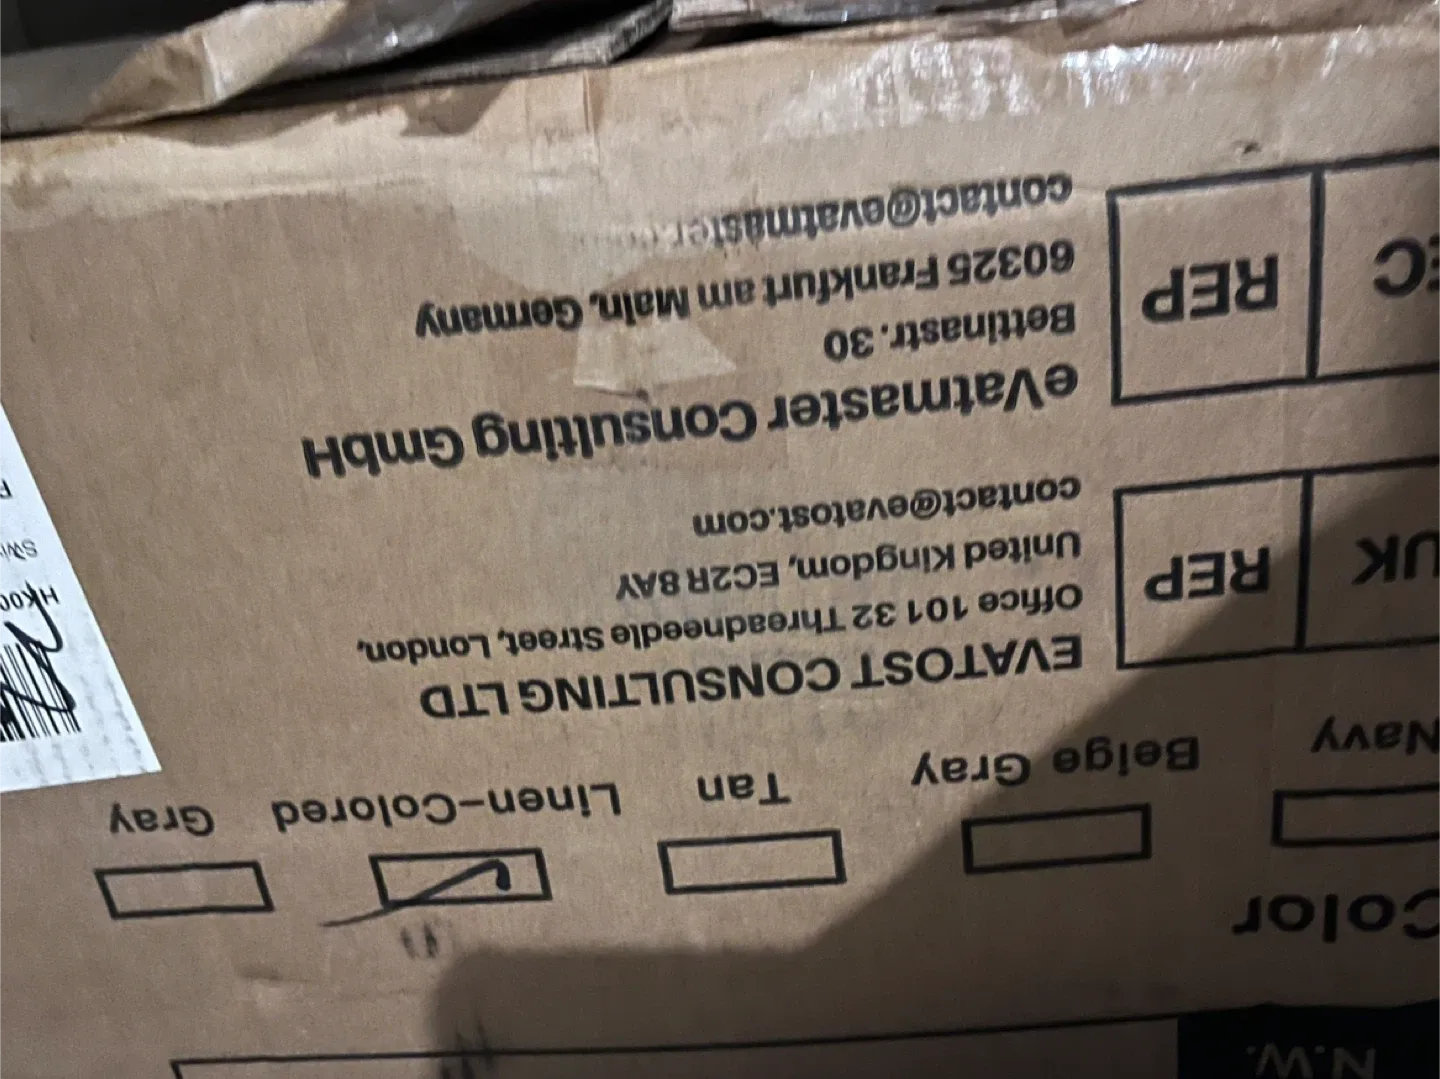 N.W.
Color
Navy
Beige Gray
Tan
Linen-Colored
Gray
UK
REP
EVATOST CONSULTING LTD
Office 101 32 Threadneedle Street, London,
United Kingdom, EC2R 8AY
contact@evatost.com
EC
REP
eVatmaster Consulting GmbH
Bettinastr. 30
60325 Frankfurt am Main, Germany
contact@evatmaster.com